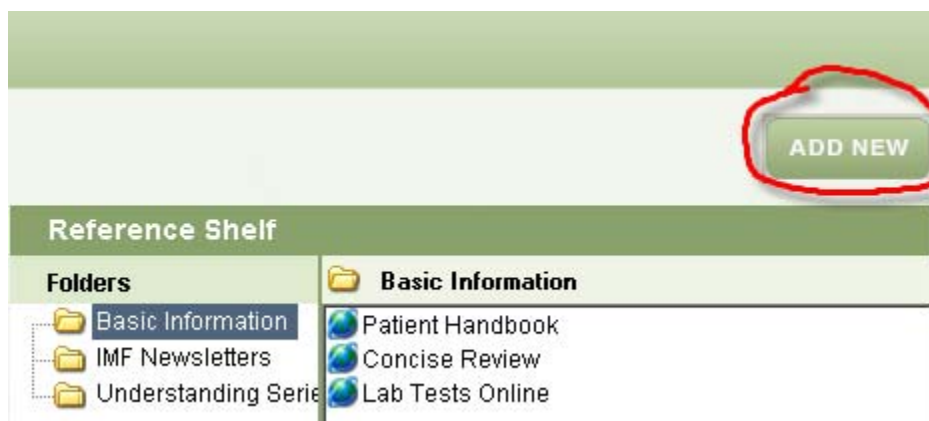 ADD NEW
Reference Shelf
Folders
Basic Information
IMF Newsletters
Understanding Serie
Basic Information
Patient Handbook
Concise Review
Lab Tests Online